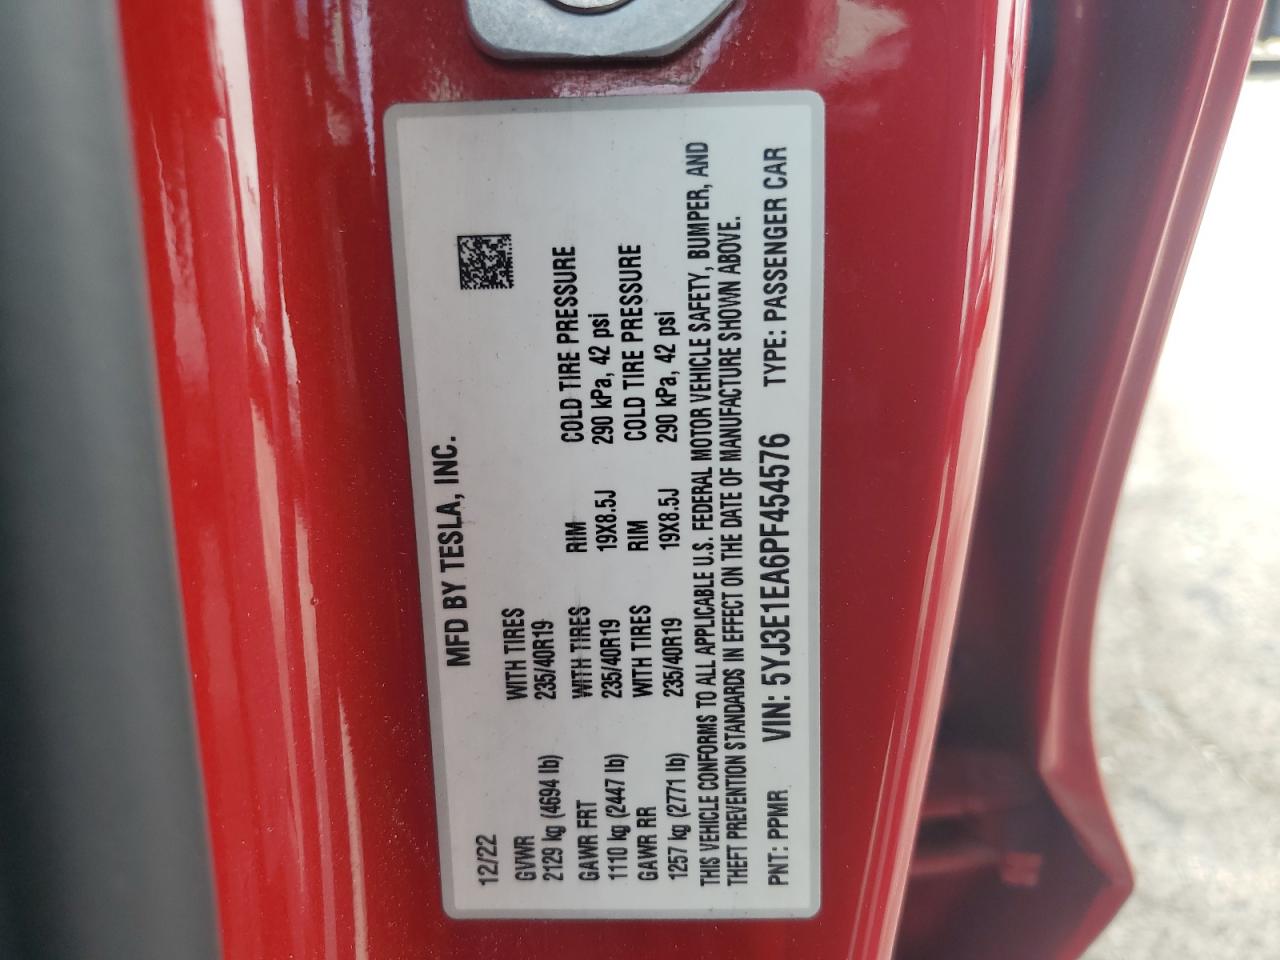 MFD BY TESLA, INC.
12/22
GVWR WITH TIRES
2129 kg (4694 lb) 235/40R19
GAWR FRT WITH TIRES RIM COLD TIRE PRESSURE
1110 kg (2447 lb) 235/40R19 19X8.5J 290 kPa, 42 psi
GAWR RR WITH TIRES RIM COLD TIRE PRESSURE
1257 kg (2771 lb) 235/40R19 19X8.5J 290 kPa, 42 psi
THIS VEHICLE CONFORMS TO ALL APPLICABLE U.S. FEDERAL MOTOR VEHICLE SAFETY, BUMPER, AND
THEFT PREVENTION STANDARDS IN EFFECT ON THE DATE OF MANUFACTURE SHOWN ABOVE.
PNT: PPMR VIN: 5YJ3E1EA6PF454576 TYPE: PASSENGER CAR